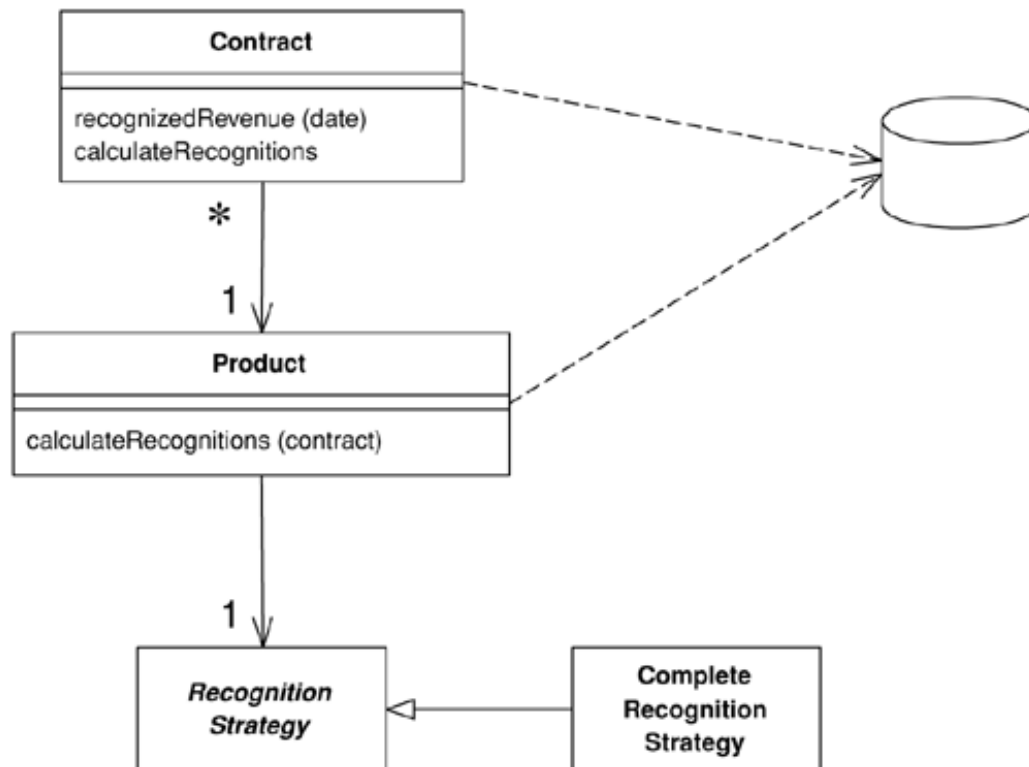 Contract
recognizedRevenue (date)
calculateRecognitions
*
1
Product
calculateRecognitions (contract)
1
Recognition
Strategy
Complete
Recognition
Strategy